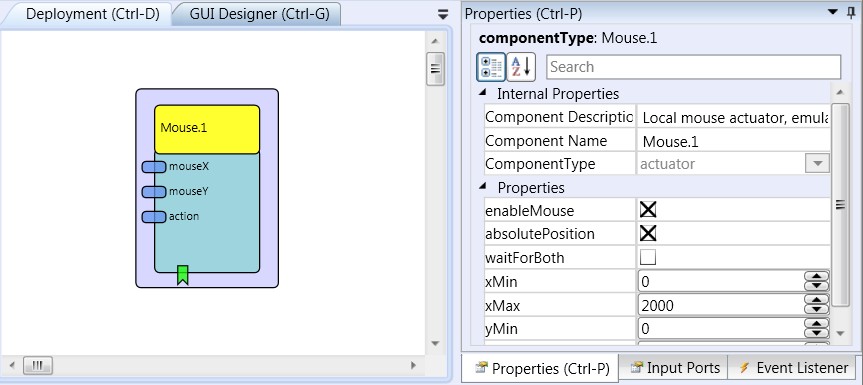 Deployment (Ctrl-D)
GUI Designer (Ctrl-G)
Mouse.1
mouseX
mouseY
action
Properties (Ctrl-P)
componentType: Mouse.1
A
Z
Search
Internal Properties
Component Descriptio Local mouse actuator, emula
Component Name Mouse.1
ComponentType actuator
Properties
enableMouse
absolutePosition
waitForBoth
xMin 0
xMax 2000
yMin 0
Properties (Ctrl-P)
Input Ports
Event Listener